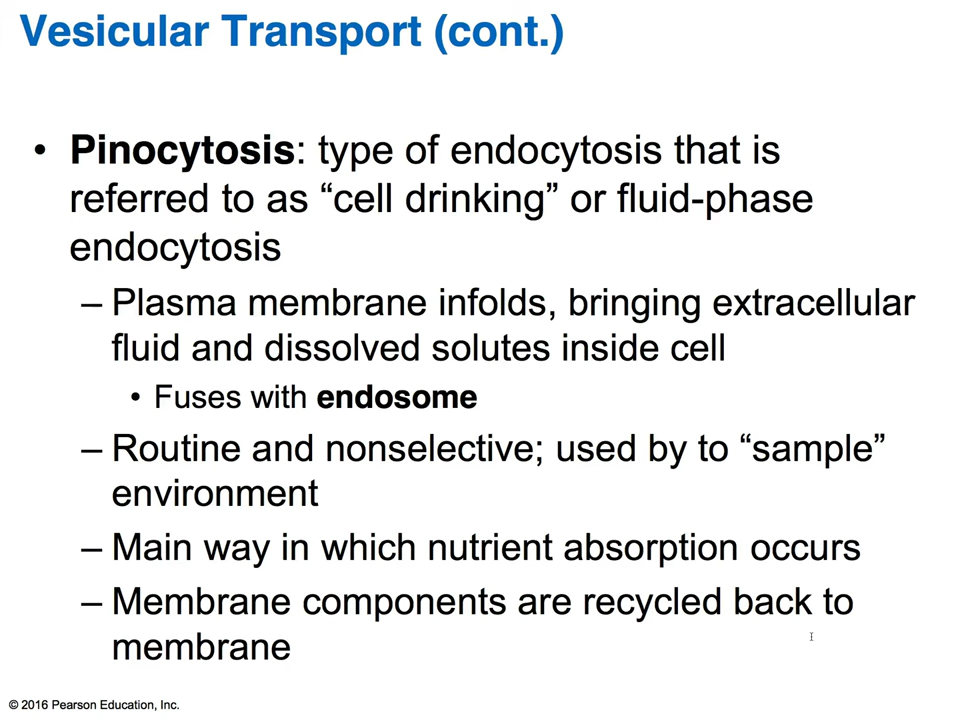 Vesicular Transport (cont.)
• Pinocytosis: type of endocytosis that is
referred to as “cell drinking” or fluid-phase
endocytosis
– Plasma membrane infolds, bringing extracellular
fluid and dissolved solutes inside cell
• Fuses with endosome
– Routine and nonselective; used by to “sample”
environment
– Main way in which nutrient absorption occurs
– Membrane components are recycled back to
membrane
© 2016 Pearson Education, Inc.